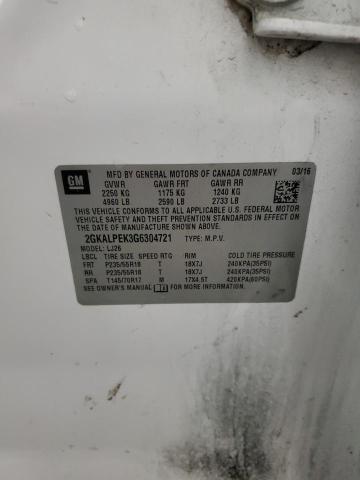 GM
MFD BY GENERAL MOTORS OF CANADA COMPANY 03/16
GVWR GAWR FRT GAWR RR
2250 KG 1175 KG 1240 KG
4960 LB 2590 LB 2733 LB
THIS VEHICLE CONFORMS TO ALL APPLICABLE U.S. FEDERAL MOTOR
VEHICLE SAFETY AND THEFT PREVENTION STANDARDS IN EFFECT ON THE
DATE OF MANUFACTURE SHOWN ABOVE.
2GKALPEK3G6304721 TYPE: M.P.V.
MODEL: LJ26
LBCL TIRE SIZE SPEED RTG RIM COLD TIRE PRESSURE
FRT P235/55R18 T 18X7J 240KPA(35PSI)
RR P235/55R18 T 18X7J 240KPA(35PSI)
SPA T145/70R17 M 17X4.5T 420KPA(60PSI)
SEE OWNER'S MANUAL FOR MORE INFORMATION.